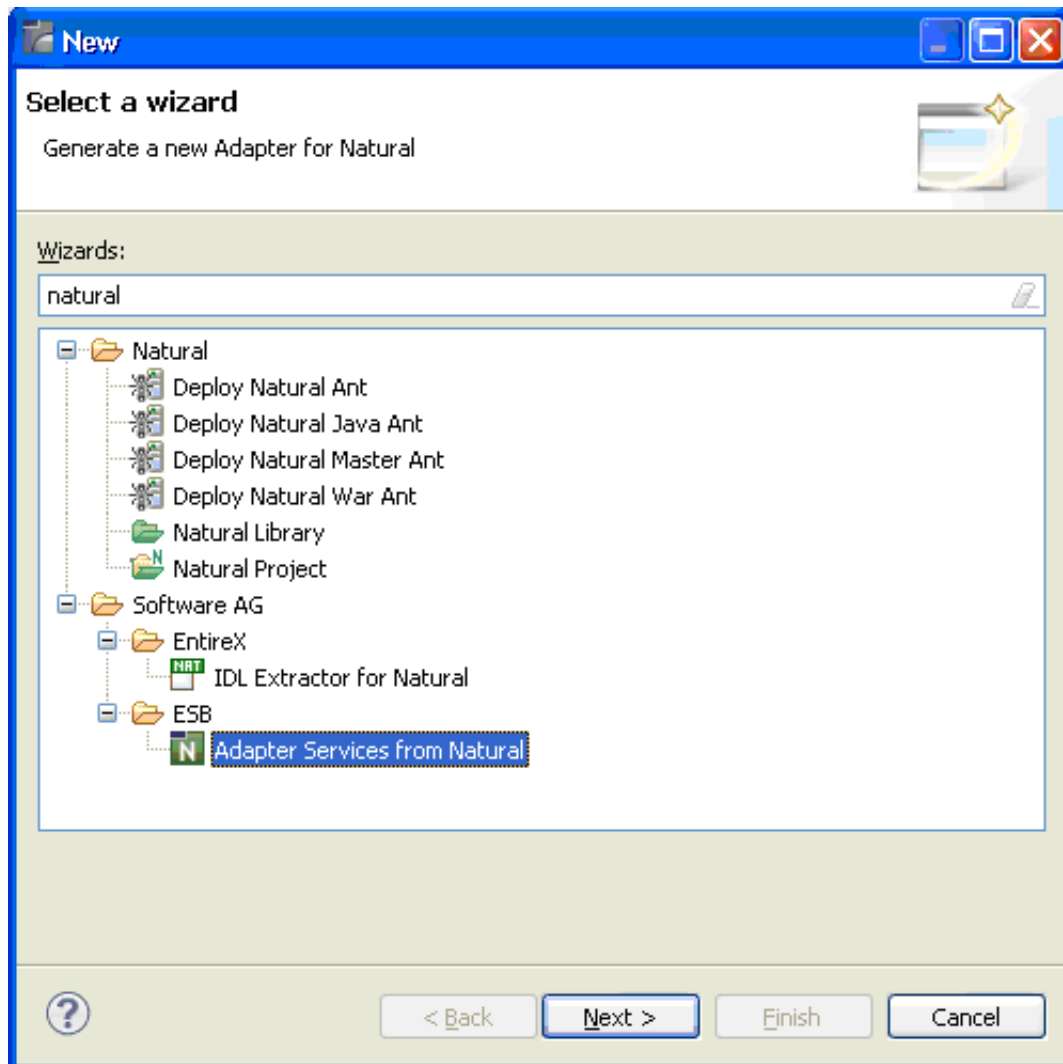 New
Select a wizard
Generate a new Adapter for Natural
Wizards:
natural
Natural
Deploy Natural Ant
Deploy Natural Java Ant
Deploy Natural Master Ant
Deploy Natural War Ant
Natural Library
N
Natural Project
Software AG
EntireX
NAT
IDL Extractor for Natural
ESB
N
Adapter Services from Natural
?
< Back
Next >
Finish
Cancel